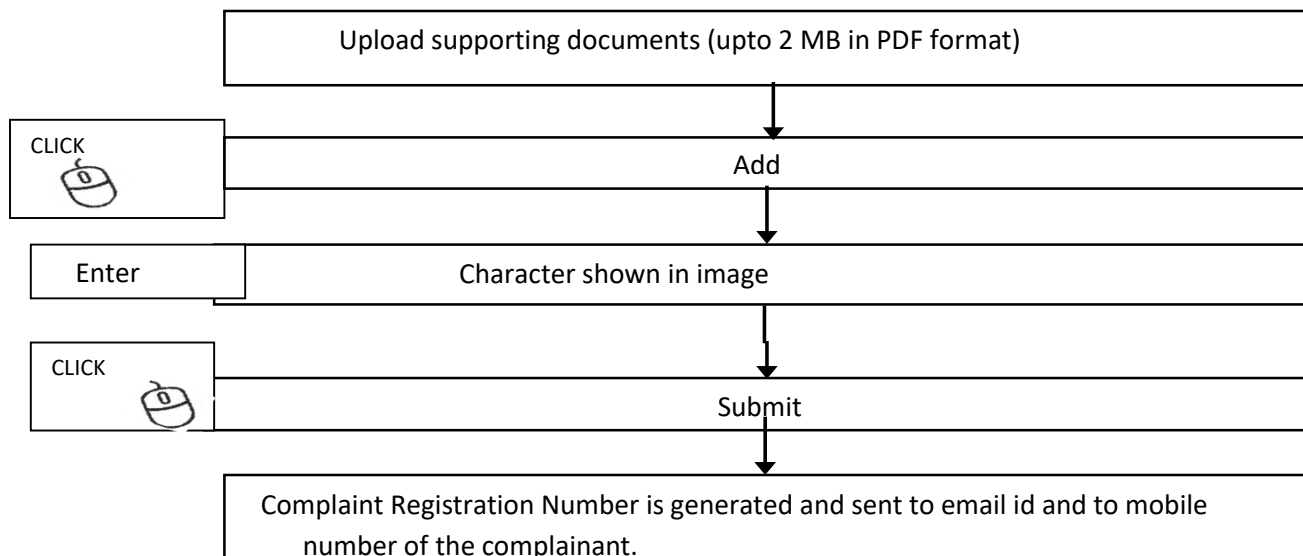 Upload supporting documents (upto 2 MB in PDF format)
CLICK
Add
Enter
Character shown in image
CLICK
Submit
Complaint Registration Number is generated and sent to email id and to mobile
number of the complainant.